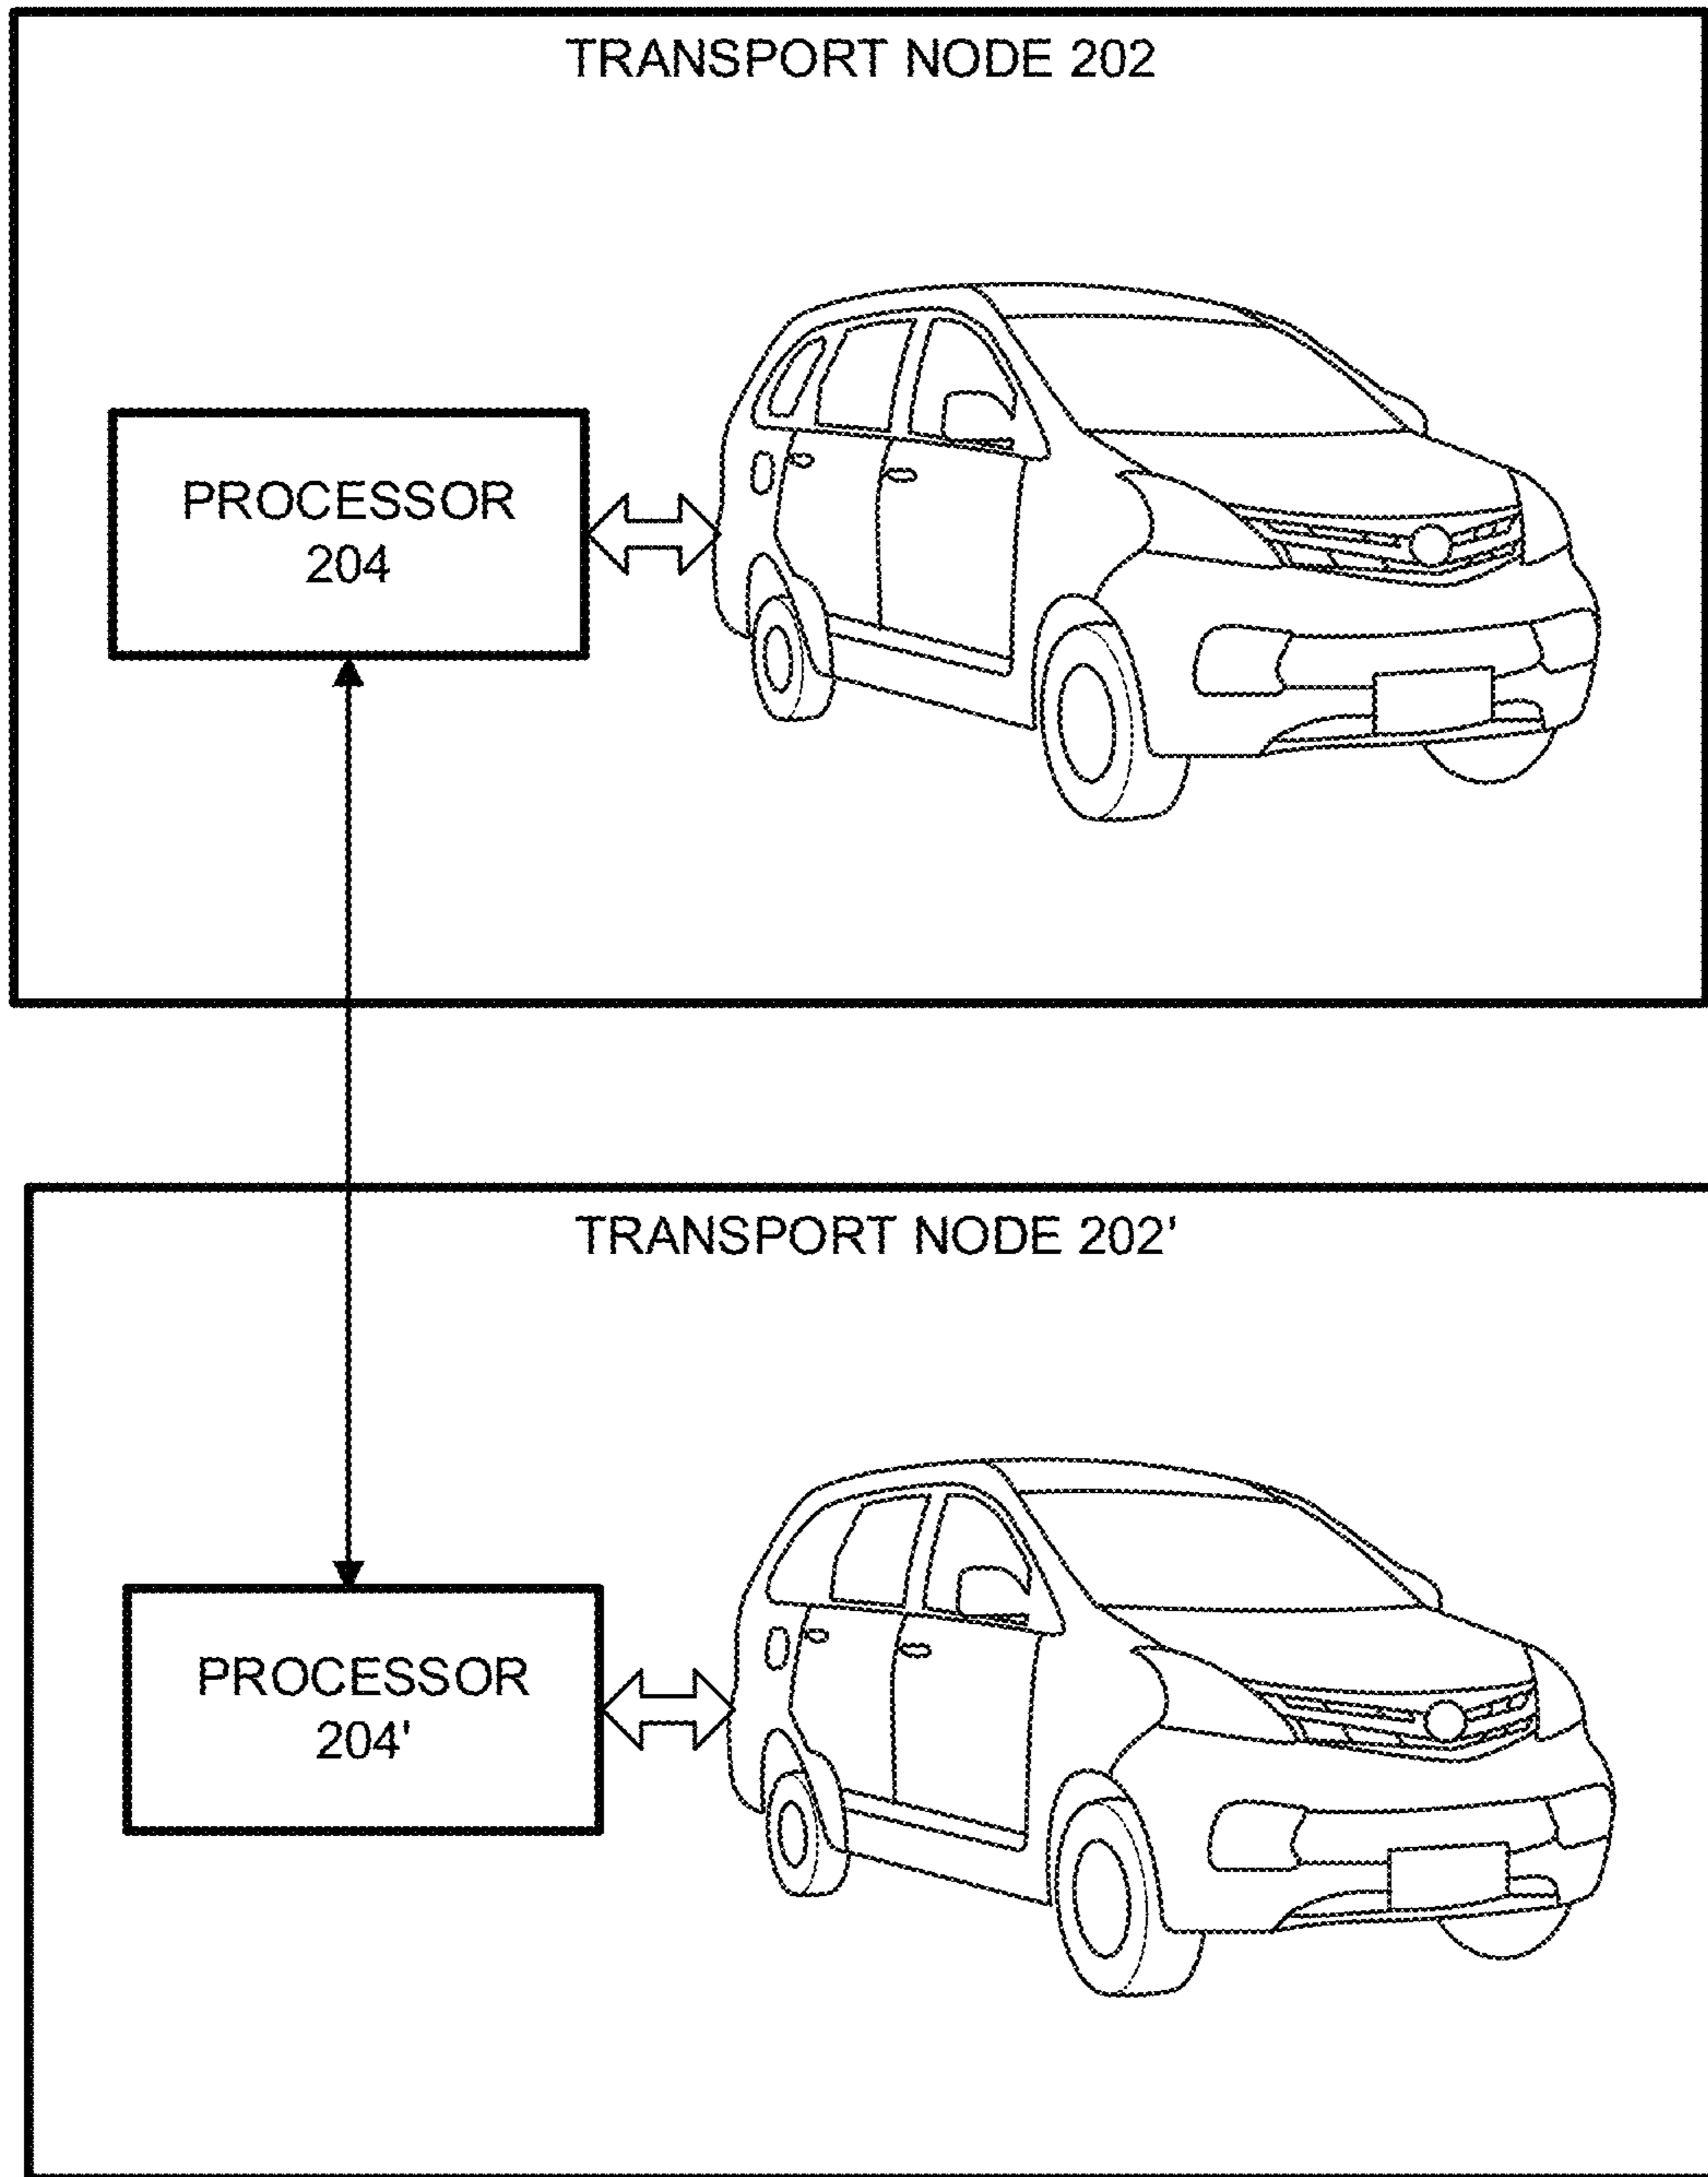 TRANSPORT NODE 202
PROCESSOR
204
TRANSPORT NODE 202'
PROCESSOR
204'